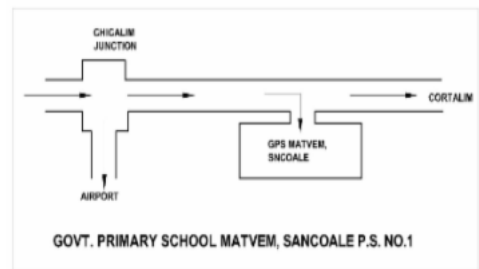 CHICALIM
JUNCTION
CORTALIM
GPS MATVEM,
SNCOALE
AIRPORT
GOVT. PRIMARY SCHOOL MATVEM, SANCOALE P.S. NO.1